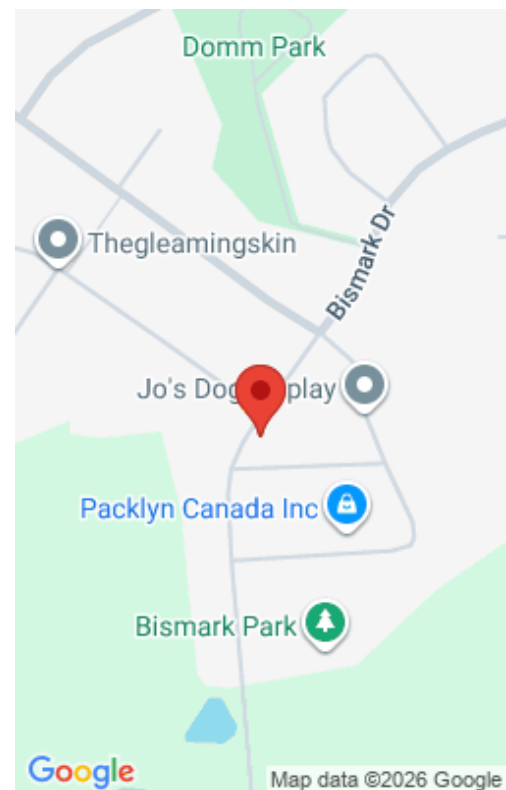 Domm Park
Bismark Dr
Thegleamingskin
Jo's Dog play
Packlyn Canada Inc
Bismark Park
Google
Map data ©2026 Google